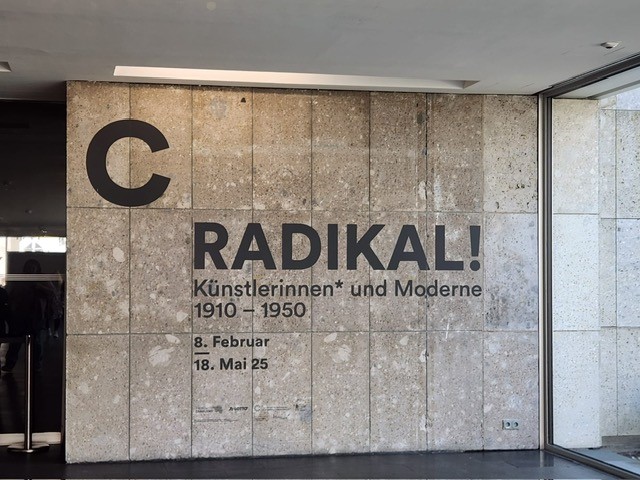 C
RADIKAL!
Künstlerinnen* und Moderne
1910 – 1950
8. Februar
—
18. Mai 25